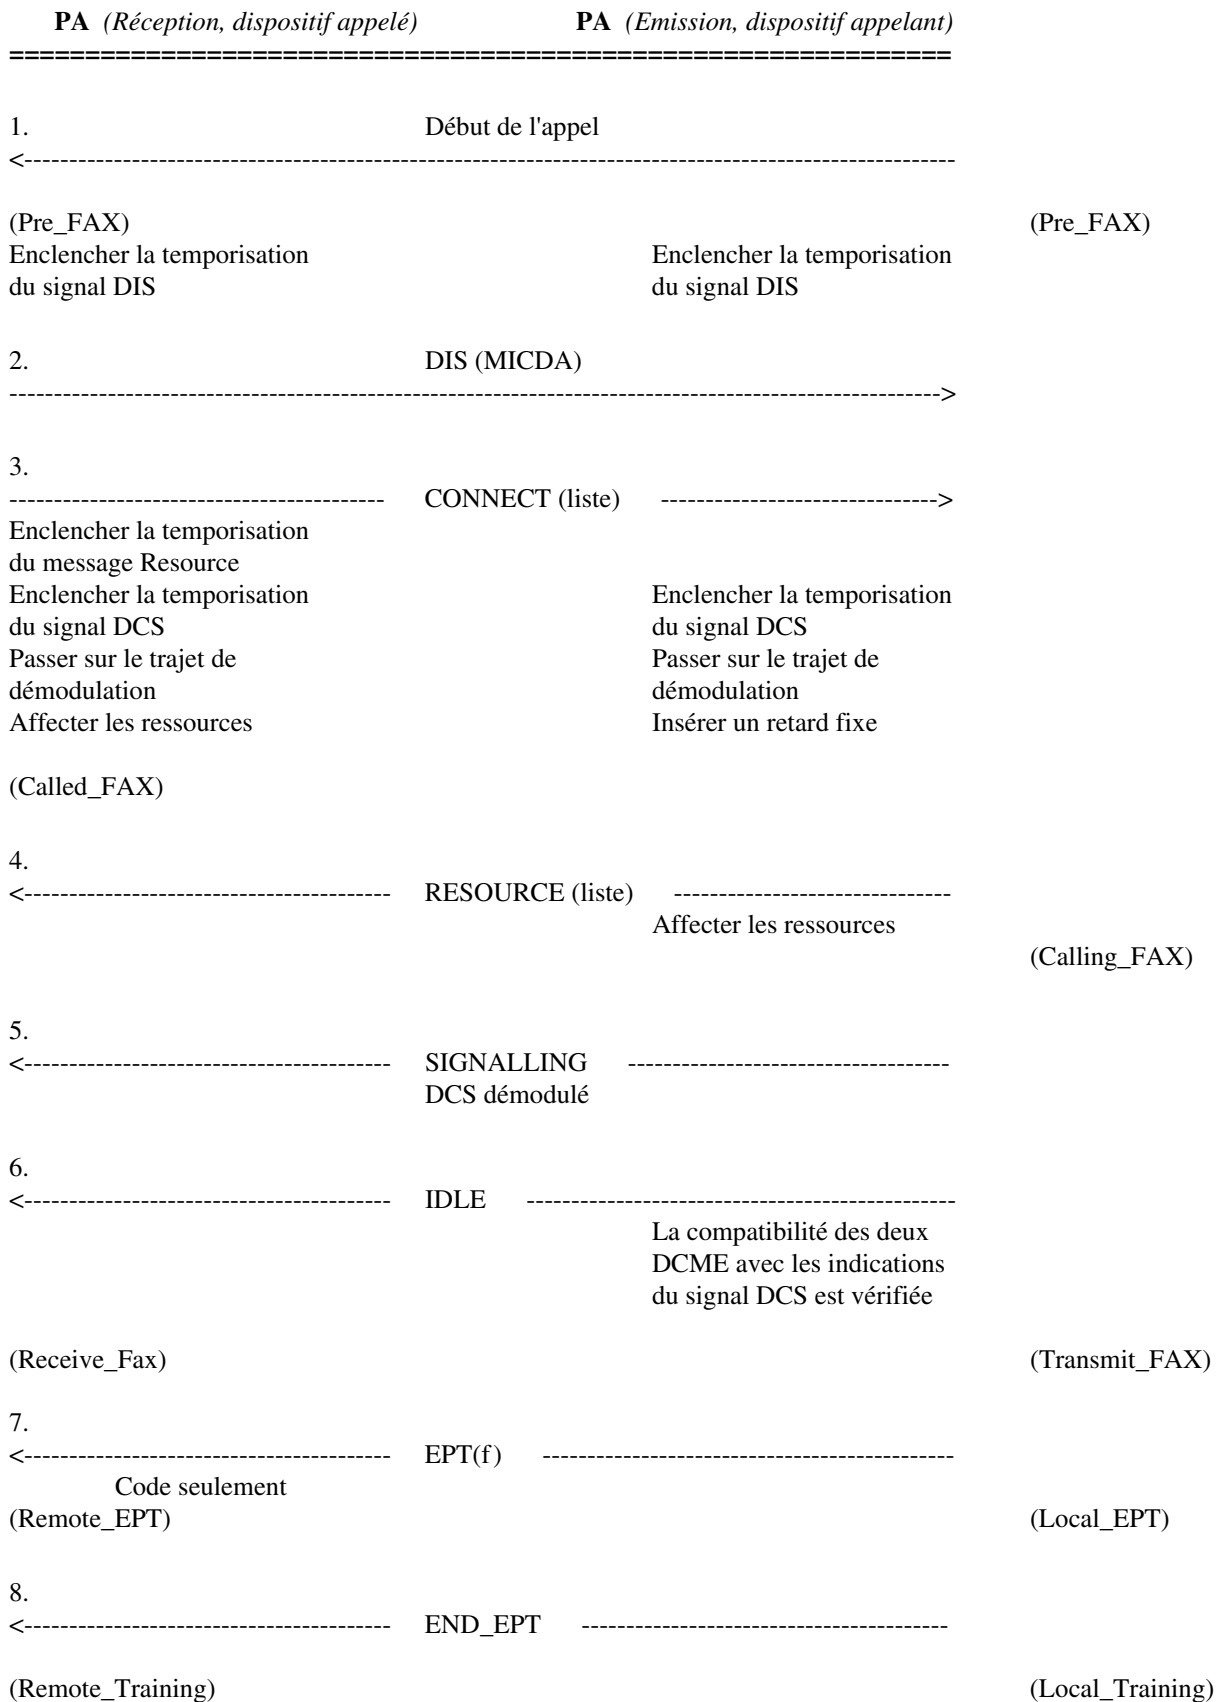 PA (Réception, dispositif appelé) PA (Emission, dispositif appelant)
==============================================================
1. Début de l'appel
<--------------------------------------------------------------------------------------------------------
(Pre_FAX) (Pre_FAX)
Enclencher la temporisation Enclencher la temporisation
du signal DIS du signal DIS
2. DIS (MICDA)
-------------------------------------------------------------------------------------------------------->
3.
------------------------------------------ CONNECT (liste) ------------------------------->
Enclencher la temporisation
du message Resource
Enclencher la temporisation Enclencher la temporisation
du signal DCS du signal DCS
Passer sur le trajet de Passer sur le trajet de
démodulation démodulation
Affecter les ressources Insérer un retard fixe
(Called_FAX)
4.
<----------------------------------------- RESOURCE (liste) -------------------------------
Affecter les ressources
(Calling_FAX)
5.
<----------------------------------------- SIGNALLING ------------------------------------
DCS démodulé
6.
<----------------------------------------- IDLE ------------------------------------------------
La compatibilité des deux
DCME avec les indications
du signal DCS est vérifiée
(Receive_Fax) (Transmit_FAX)
7.
<----------------------------------------- EPT(f) ----------------------------------------------
Code seulement
(Remote_EPT) (Local_EPT)
8.
<----------------------------------------- END_EPT -----------------------------------------
(Remote_Training) (Local_Training)